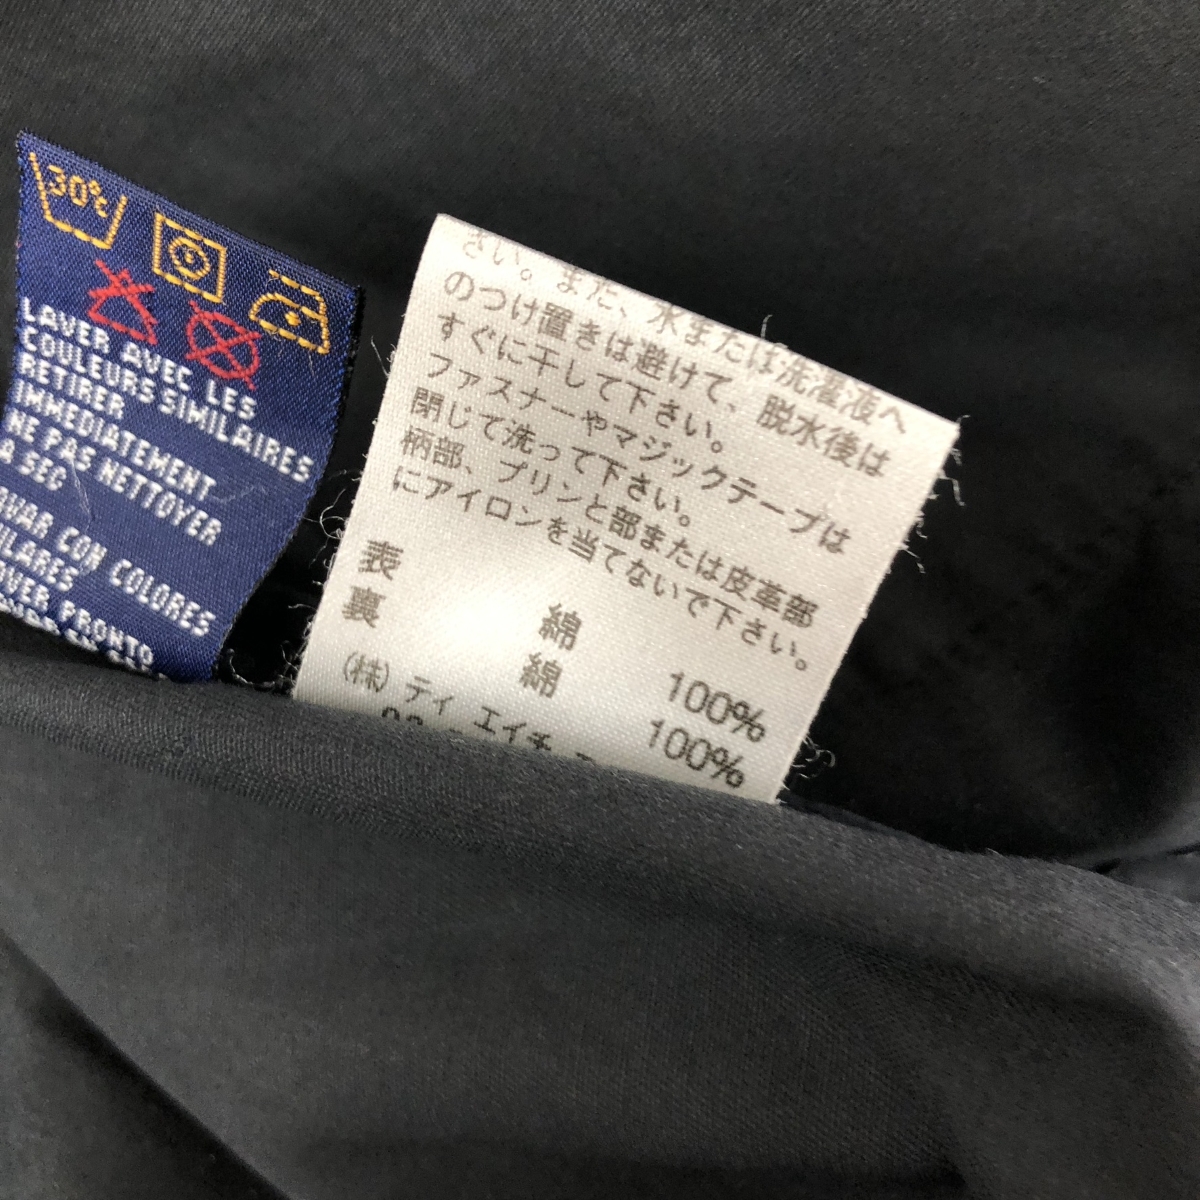 30°c
LAVER AVEC LES
COULEURS SIMILAIRES
RETIRER
IMMEDIATEMENT
NE PAS NETTOYER
A SEC
COLORES
CON
PRONTO
さい。また、水または洗濯液へ
のつけ置きは避けて、脱水後は
すぐに干して下さい。
ファスナーやマジックテープは
閉じて洗って下さい。
柄部、プリンと部または皮革部
にアイロンを当てないで下さい。
表 綿 100%
裏 綿 100%
(株) ティ エイチ